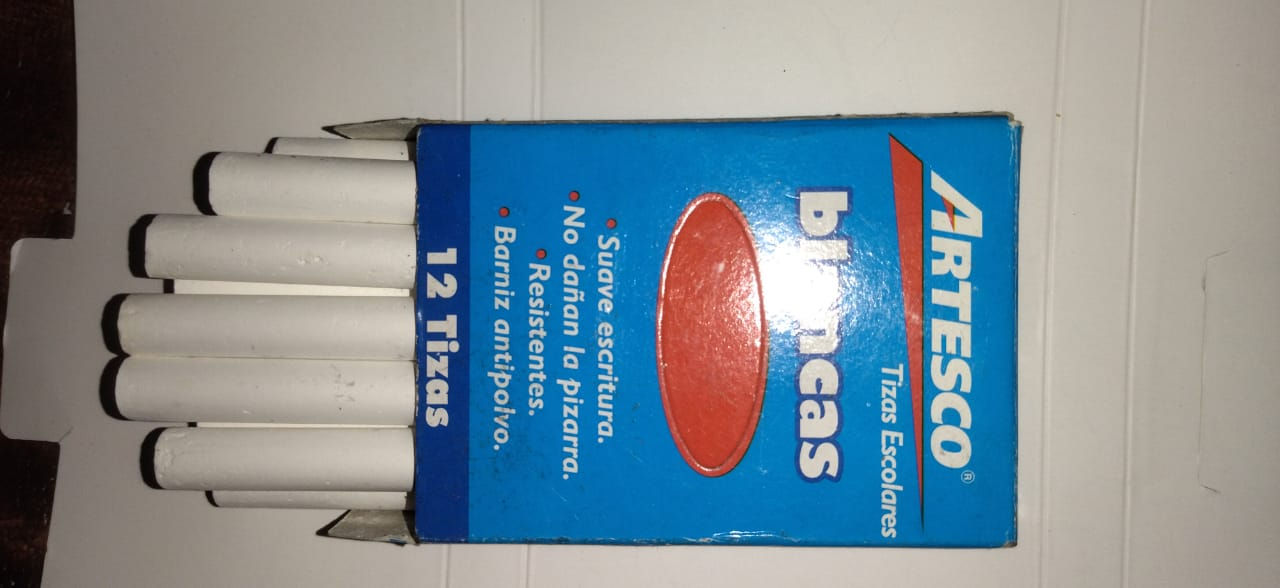 ARTESCO®
Tizas Escolares
blancas
• Suave escritura.
• No dañan la pizarra.
• Resistentes.
• Barniz antipolvo.
12 Tizas